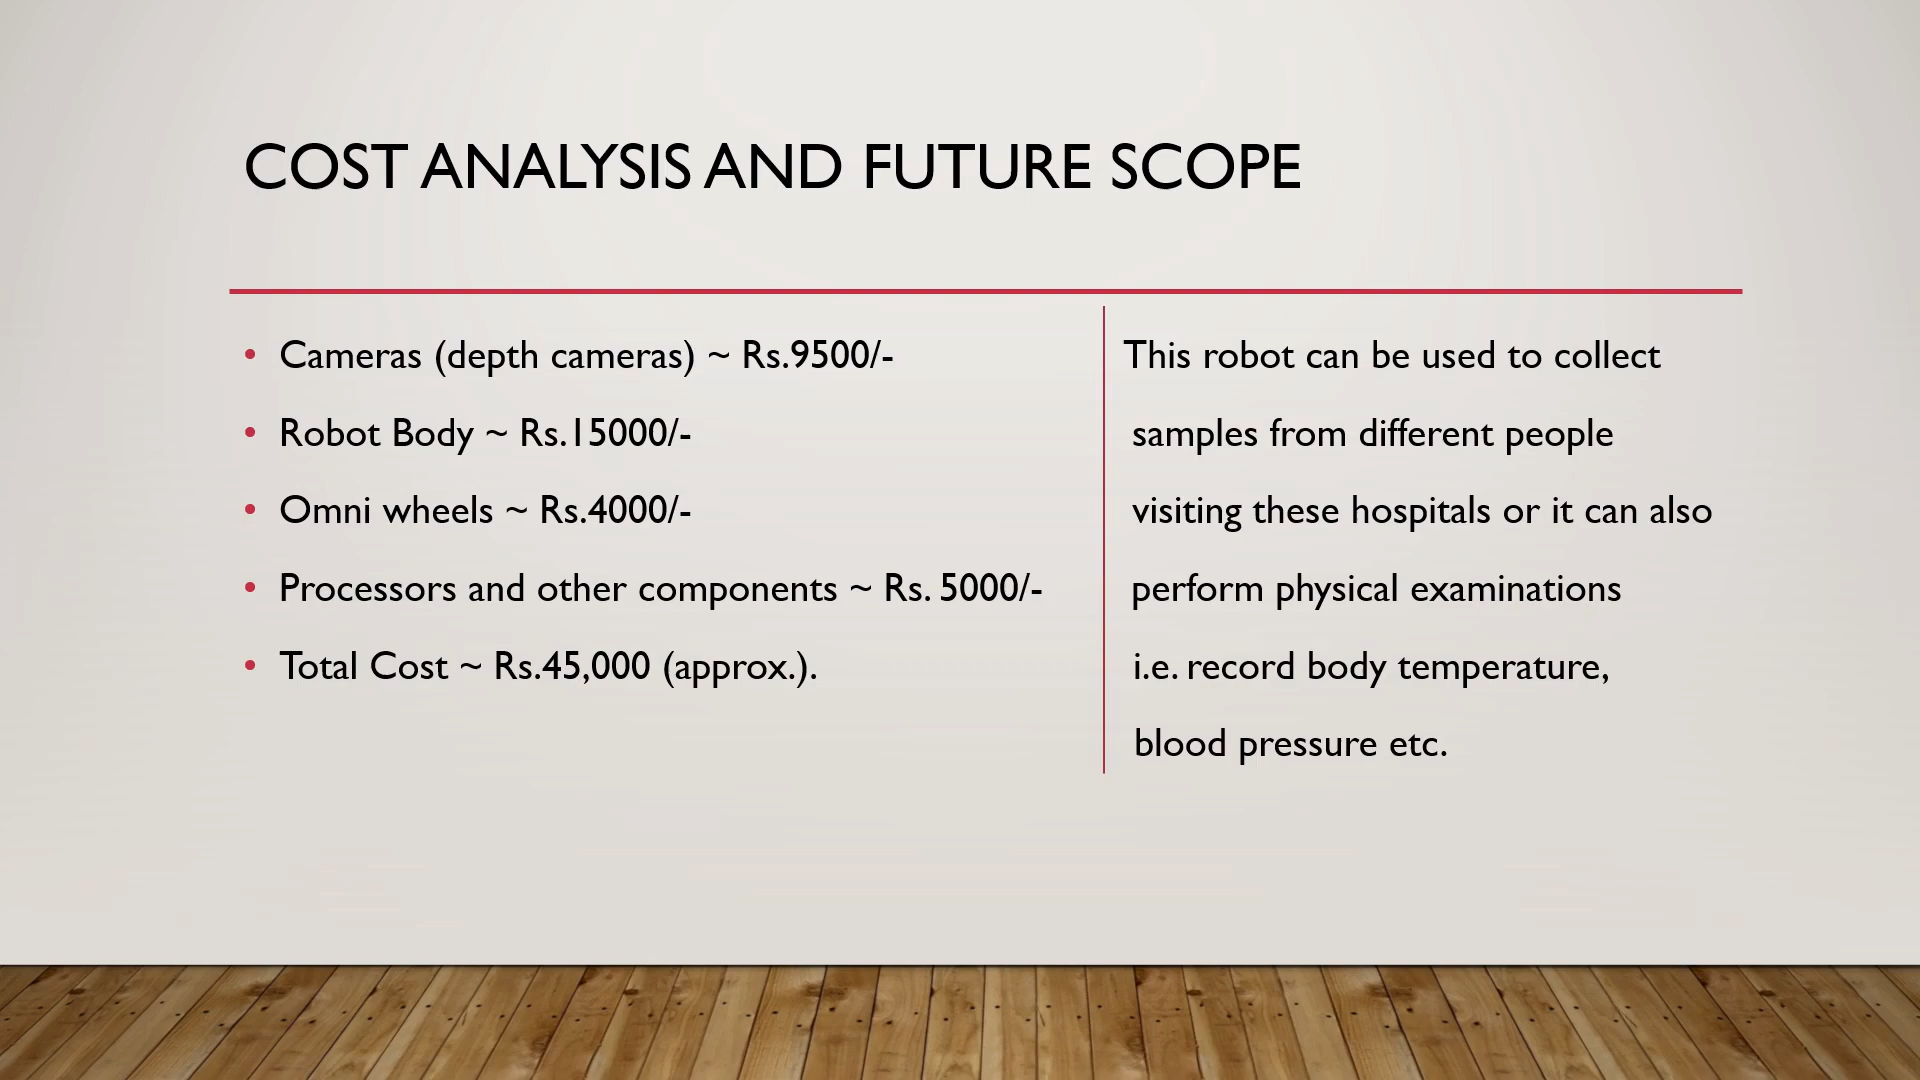 COST ANALYSIS AND FUTURE SCOPE
• Cameras (depth cameras) ~ Rs.9500/-
• Robot Body ~ Rs.15000/-
• Omni wheels ~ Rs.4000/-
• Processors and other components ~ Rs. 5000/-
• Total Cost ~ Rs.45,000 (approx.).
This robot can be used to collect
samples from different people
visiting these hospitals or it can also
perform physical examinations
i.e. record body temperature,
blood pressure etc.